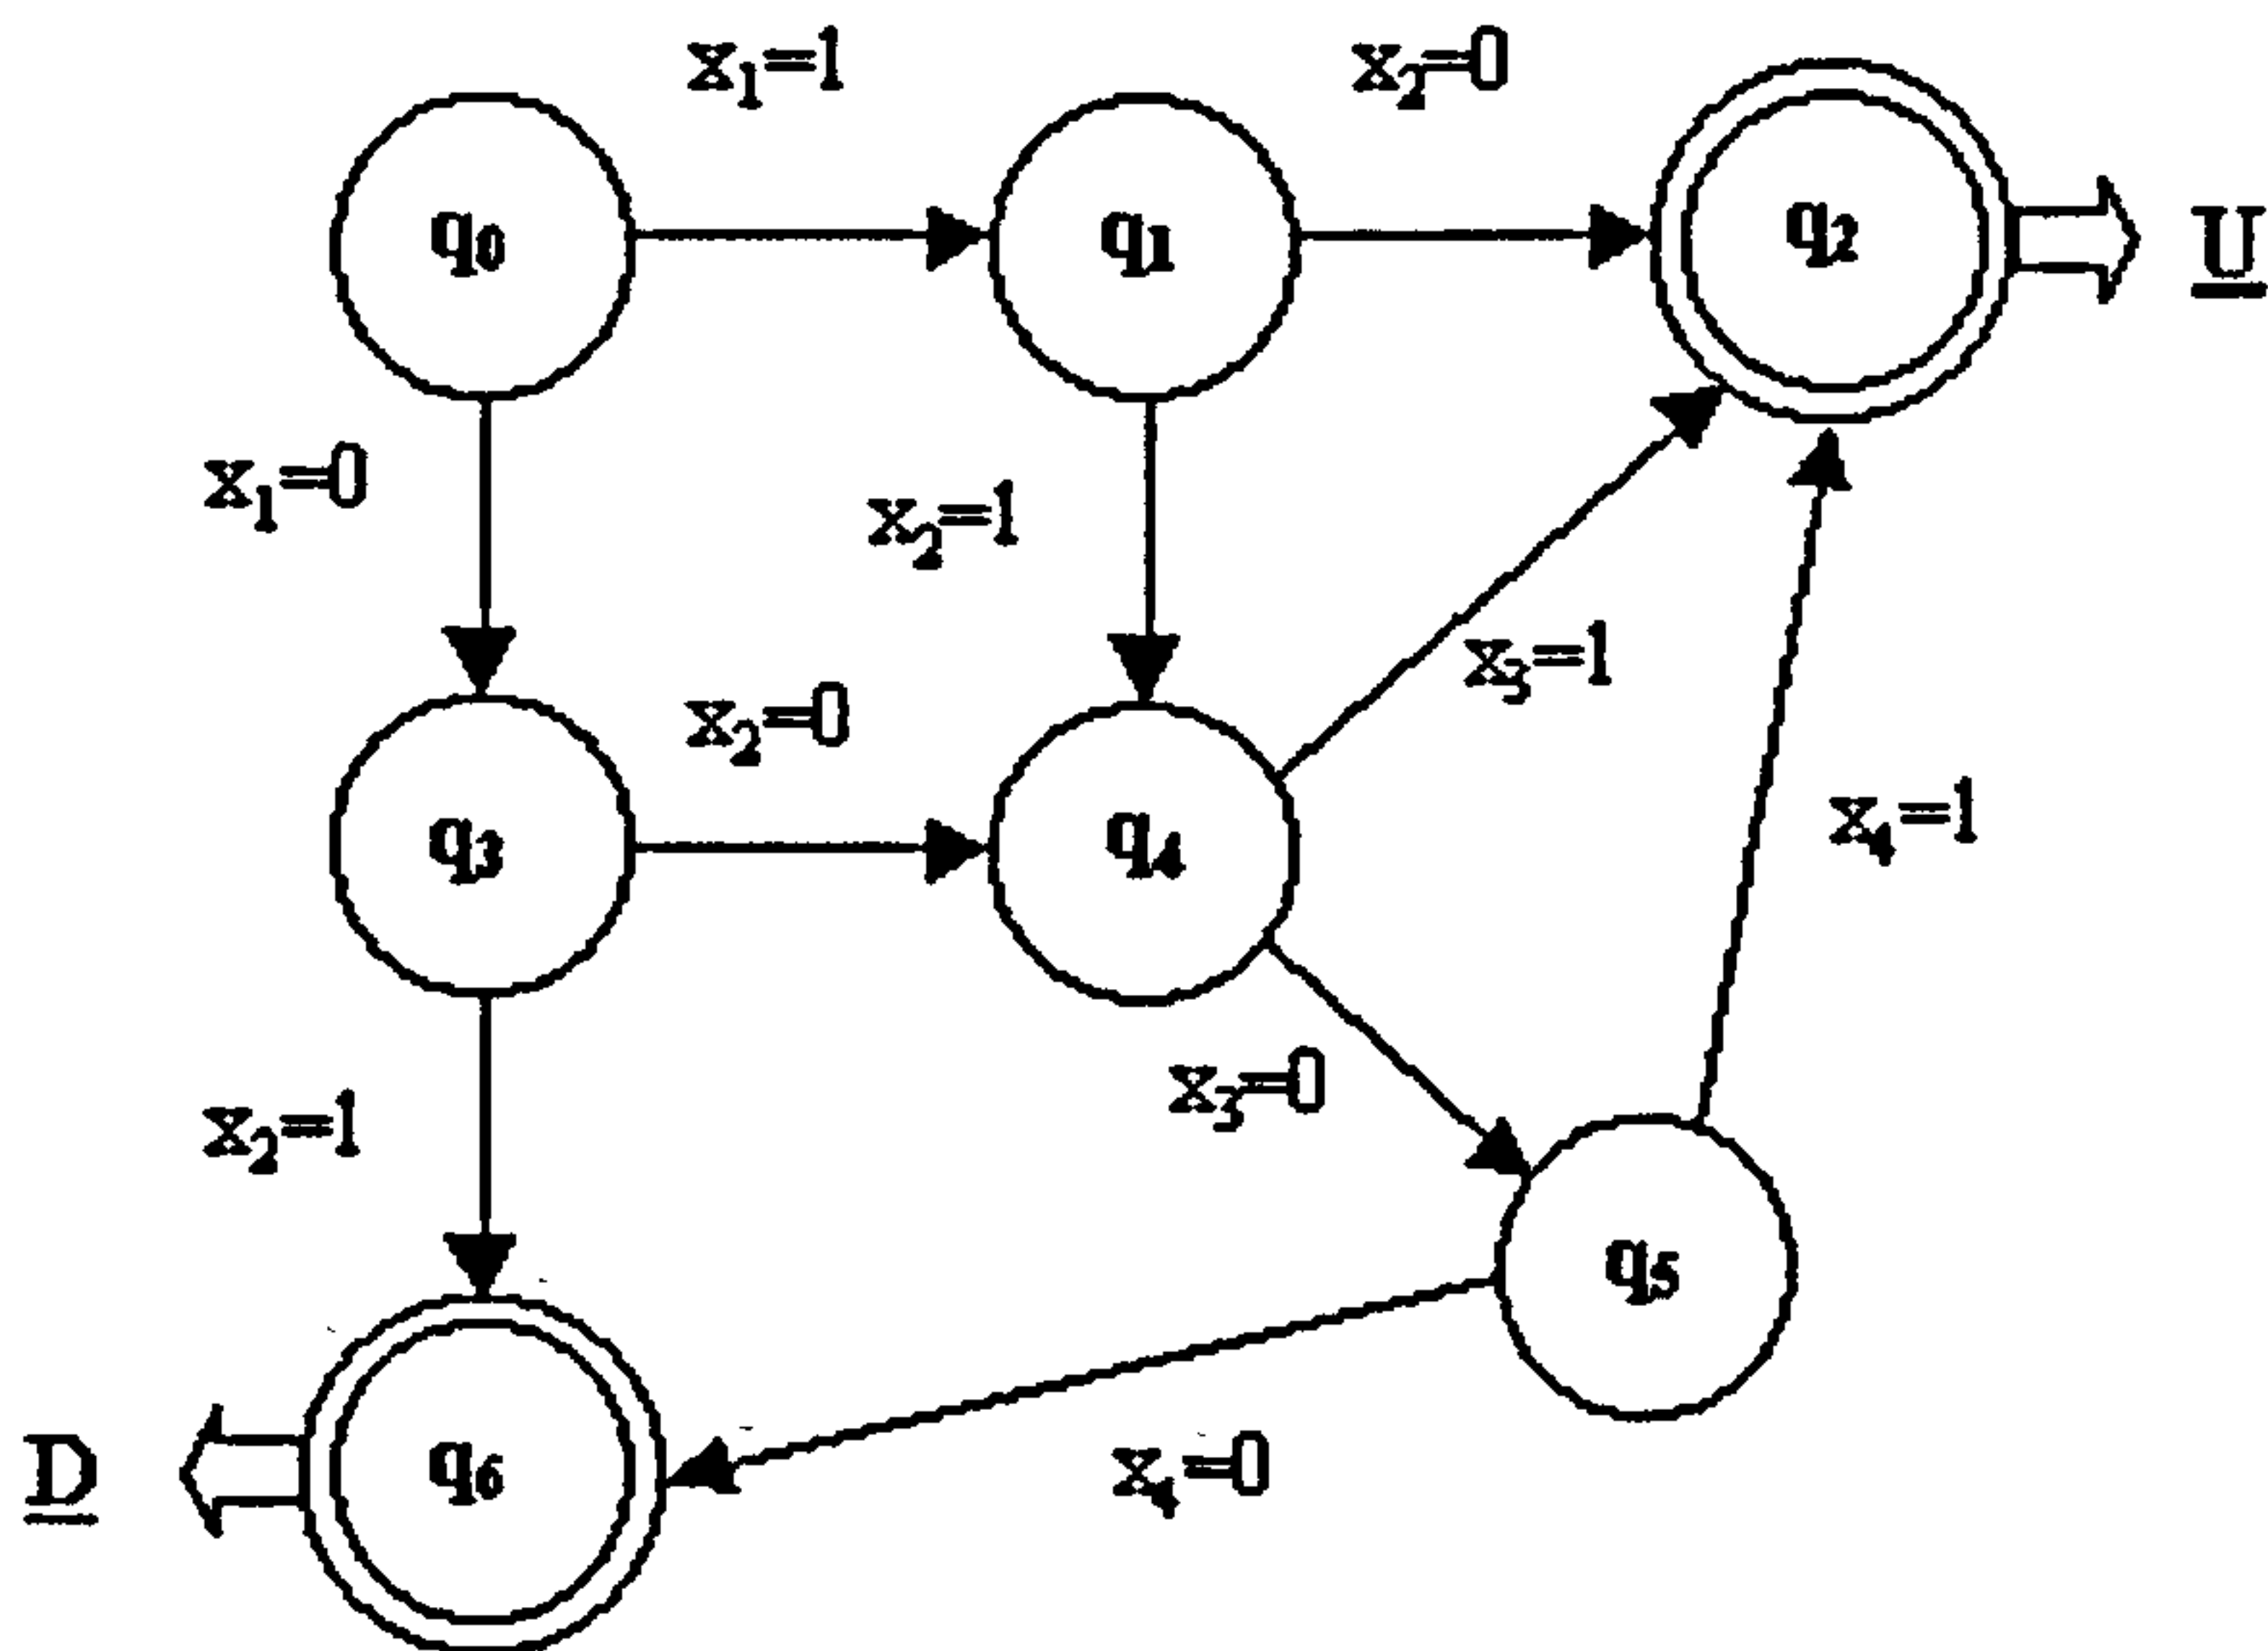 x₁=1
x₂=0
q₀
q₁
q₂
U
x₁=0
x₂=1
x₃=1
x₂=0
q₃
q₄
x₄=1
x₂=1
x₃=0
q₅
D
q₆
x₄=0